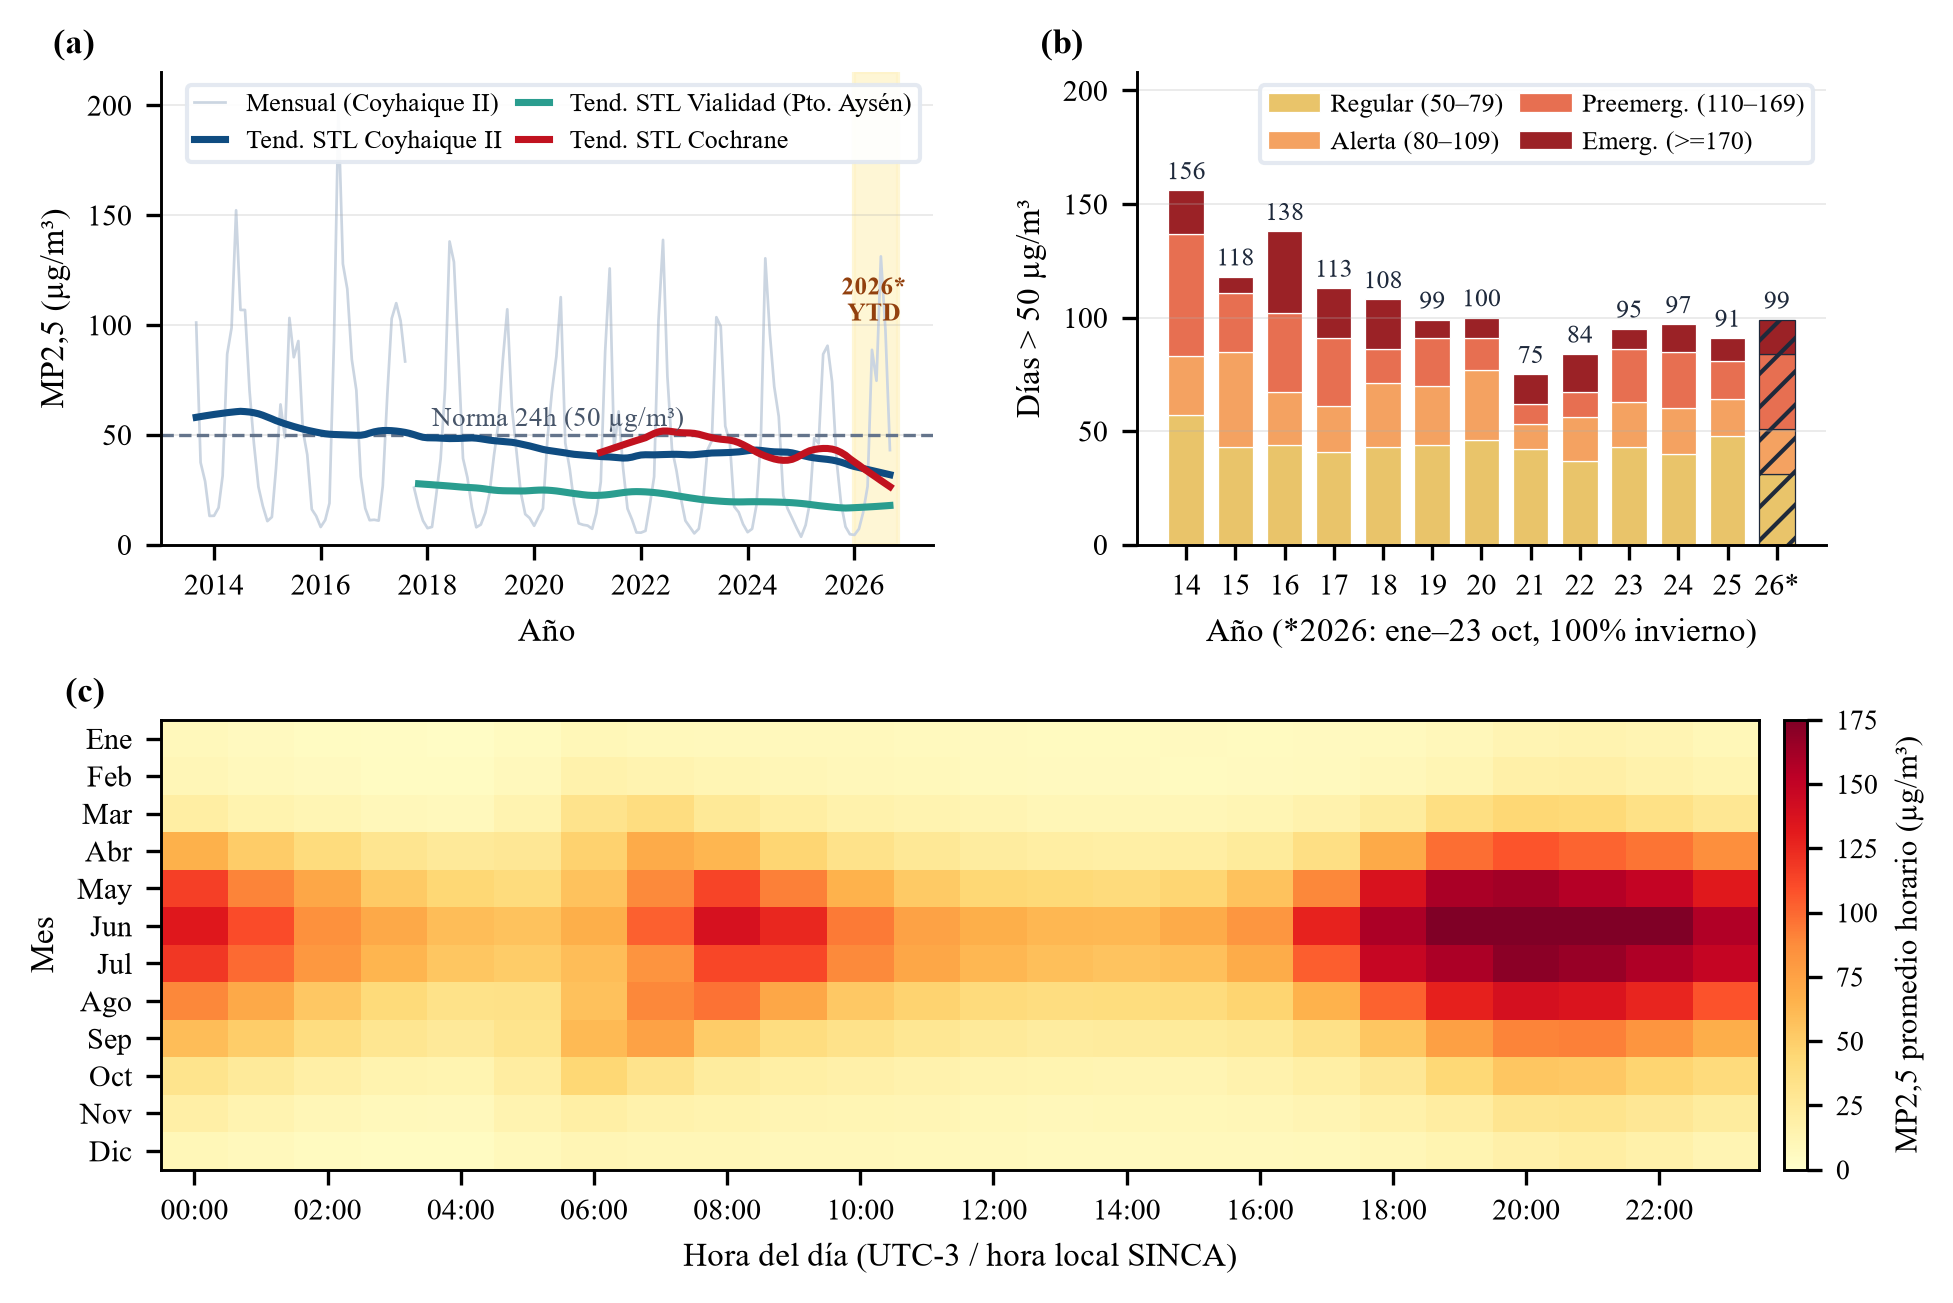 (a)
Mensual (Coyhaique II)
Tend. STL Coyhaique II
Tend. STL Vialidad (Pto. Aysén)
Tend. STL Cochrane
MP2,5 (µg/m³)
200
150
100
50
0
2026*
YTD
Norma 24h (50 µg/m³)
2014 2016 2018 2020 2022 2024 2026
Año
(b)
Regular (50–79)
Alerta (80–109)
Preemerg. (110–169)
Emerg. (>=170)
Días > 50 µg/m³
200
150
100
50
0
156 118 138 113 108 99 100 75 84 95 97 91 99
14 15 16 17 18 19 20 21 22 23 24 25 26*
Año (*2026: ene–23 oct, 100% invierno)
(c)
Mes
Ene
Feb
Mar
Abr
May
Jun
Jul
Ago
Sep
Oct
Nov
Dic
00:00 02:00 04:00 06:00 08:00 10:00 12:00 14:00 16:00 18:00 20:00 22:00
Hora del día (UTC-3 / hora local SINCA)
175
150
125
100
75
50
25
0
MP2,5 promedio horario (µg/m³)